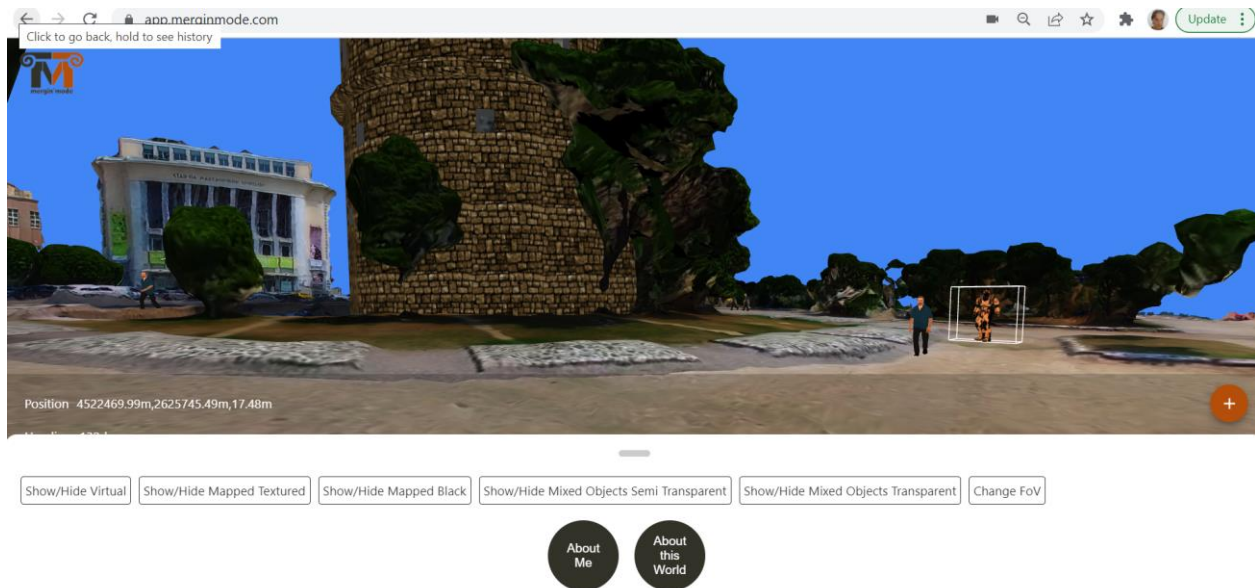 app.merginmode.com
Update
Click to go back, hold to see history
mergin'mode
Position 4522469.99m,2625745.49m,17.48m
+
Show/Hide Virtual
Show/Hide Mapped Textured
Show/Hide Mapped Black
Show/Hide Mixed Objects Semi Transparent
Show/Hide Mixed Objects Transparent
Change FoV
About
Me
About
this
World